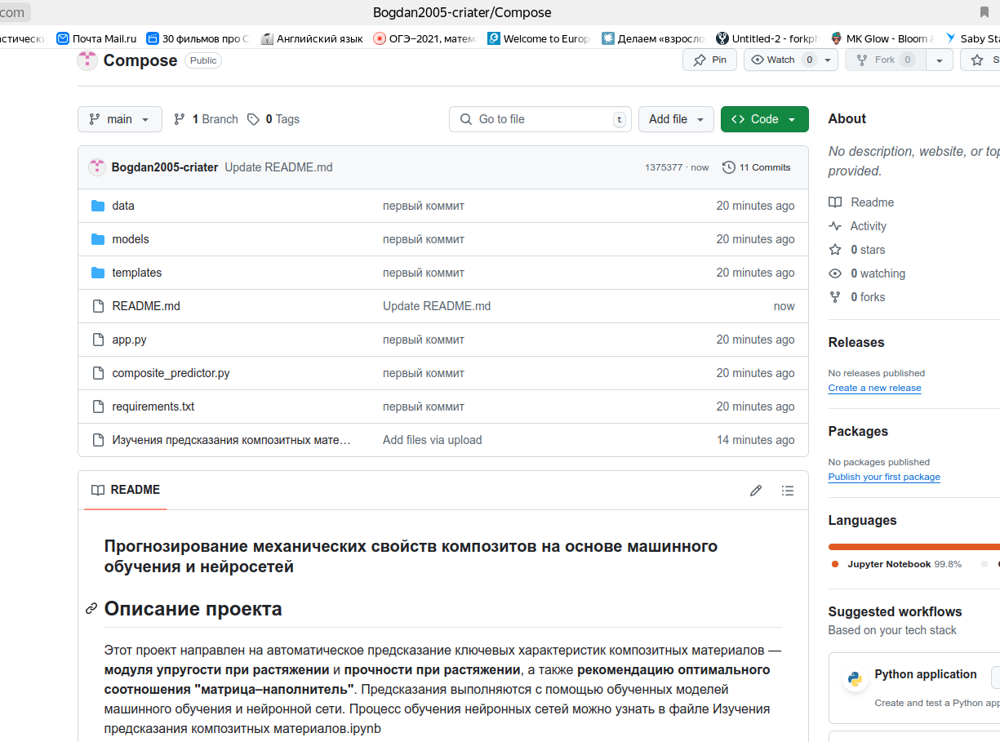 com
Bogdan2005-criater/Compose
астически
Почта Mail.ru
30 фильмов про С
Английский язык
ОГЭ–2021, матем
Welcome to Europ
Делаем «взросло
Untitled-2 - forkph
MK Glow - Bloom &
Saby Sta
Compose Public
Pin
Watch 0
Fork 0
S
main
1 Branch
0 Tags
Go to file t
Add file
Code
Bogdan2005-criater Update README.md 1375377 · now 11 Commits
data первый коммит 20 minutes ago
models первый коммит 20 minutes ago
templates первый коммит 20 minutes ago
README.md Update README.md now
app.py первый коммит 20 minutes ago
composite_predictor.py первый коммит 20 minutes ago
requirements.txt первый коммит 20 minutes ago
Изучения предсказания композитных мате… Add files via upload 14 minutes ago
README
Прогнозирование механических свойств композитов на основе машинного
обучения и нейросетей
Описание проекта
Этот проект направлен на автоматическое предсказание ключевых характеристик композитных материалов —
модуля упругости при растяжении и прочности при растяжении, а также рекомендацию оптимального
соотношения "матрица–наполнитель". Предсказания выполняются с помощью обученных моделей
машинного обучения и нейронной сети. Процесс обучения нейронных сетей можно узнать в файле Изучения
предсказания композитных материалов.ipynb
About
No description, website, or top
provided.
Readme
Activity
0 stars
0 watching
0 forks
Releases
No releases published
Create a new release
Packages
No packages published
Publish your first package
Languages
Jupyter Notebook 99.8%
Suggested workflows
Based on your tech stack
Python application
Create and test a Python app